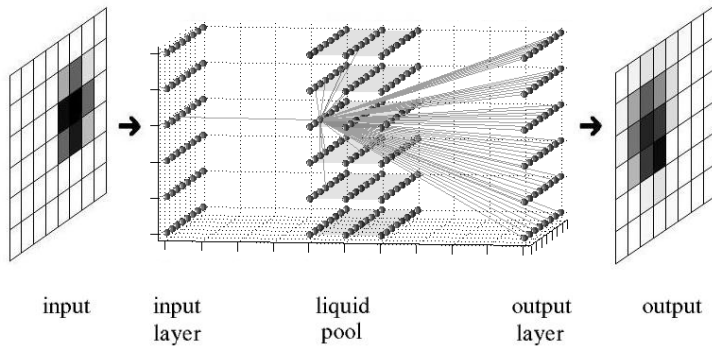 input
input
layer
liquid
pool
output
layer
output